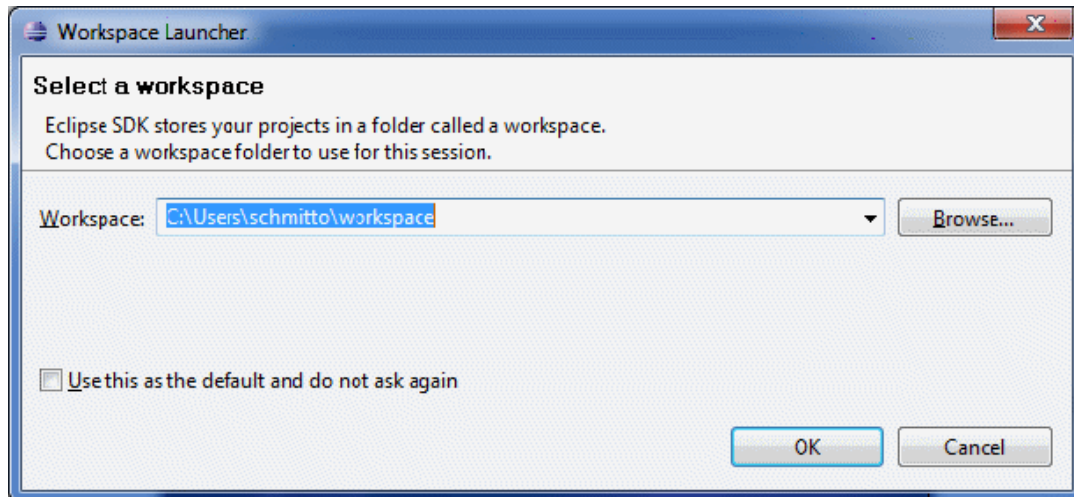 Workspace Launcher
Select a workspace
Eclipse SDK stores your projects in a folder called a workspace.
Choose a workspace folder to use for this session.
Workspace: C:\Users\schmitto\workspace Browse...
Use this as the default and do not ask again
OK Cancel